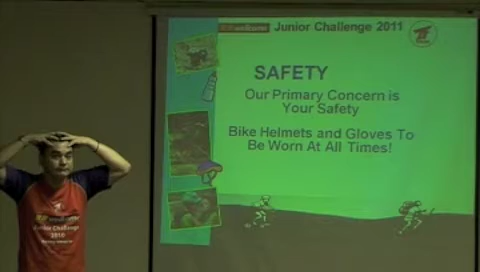 Junior Challenge 2011
SAFETY
Our Primary Concern is
Your Safety
Bike Helmets and Gloves To
Be Worn At All Times!
Junior Challenge
2010